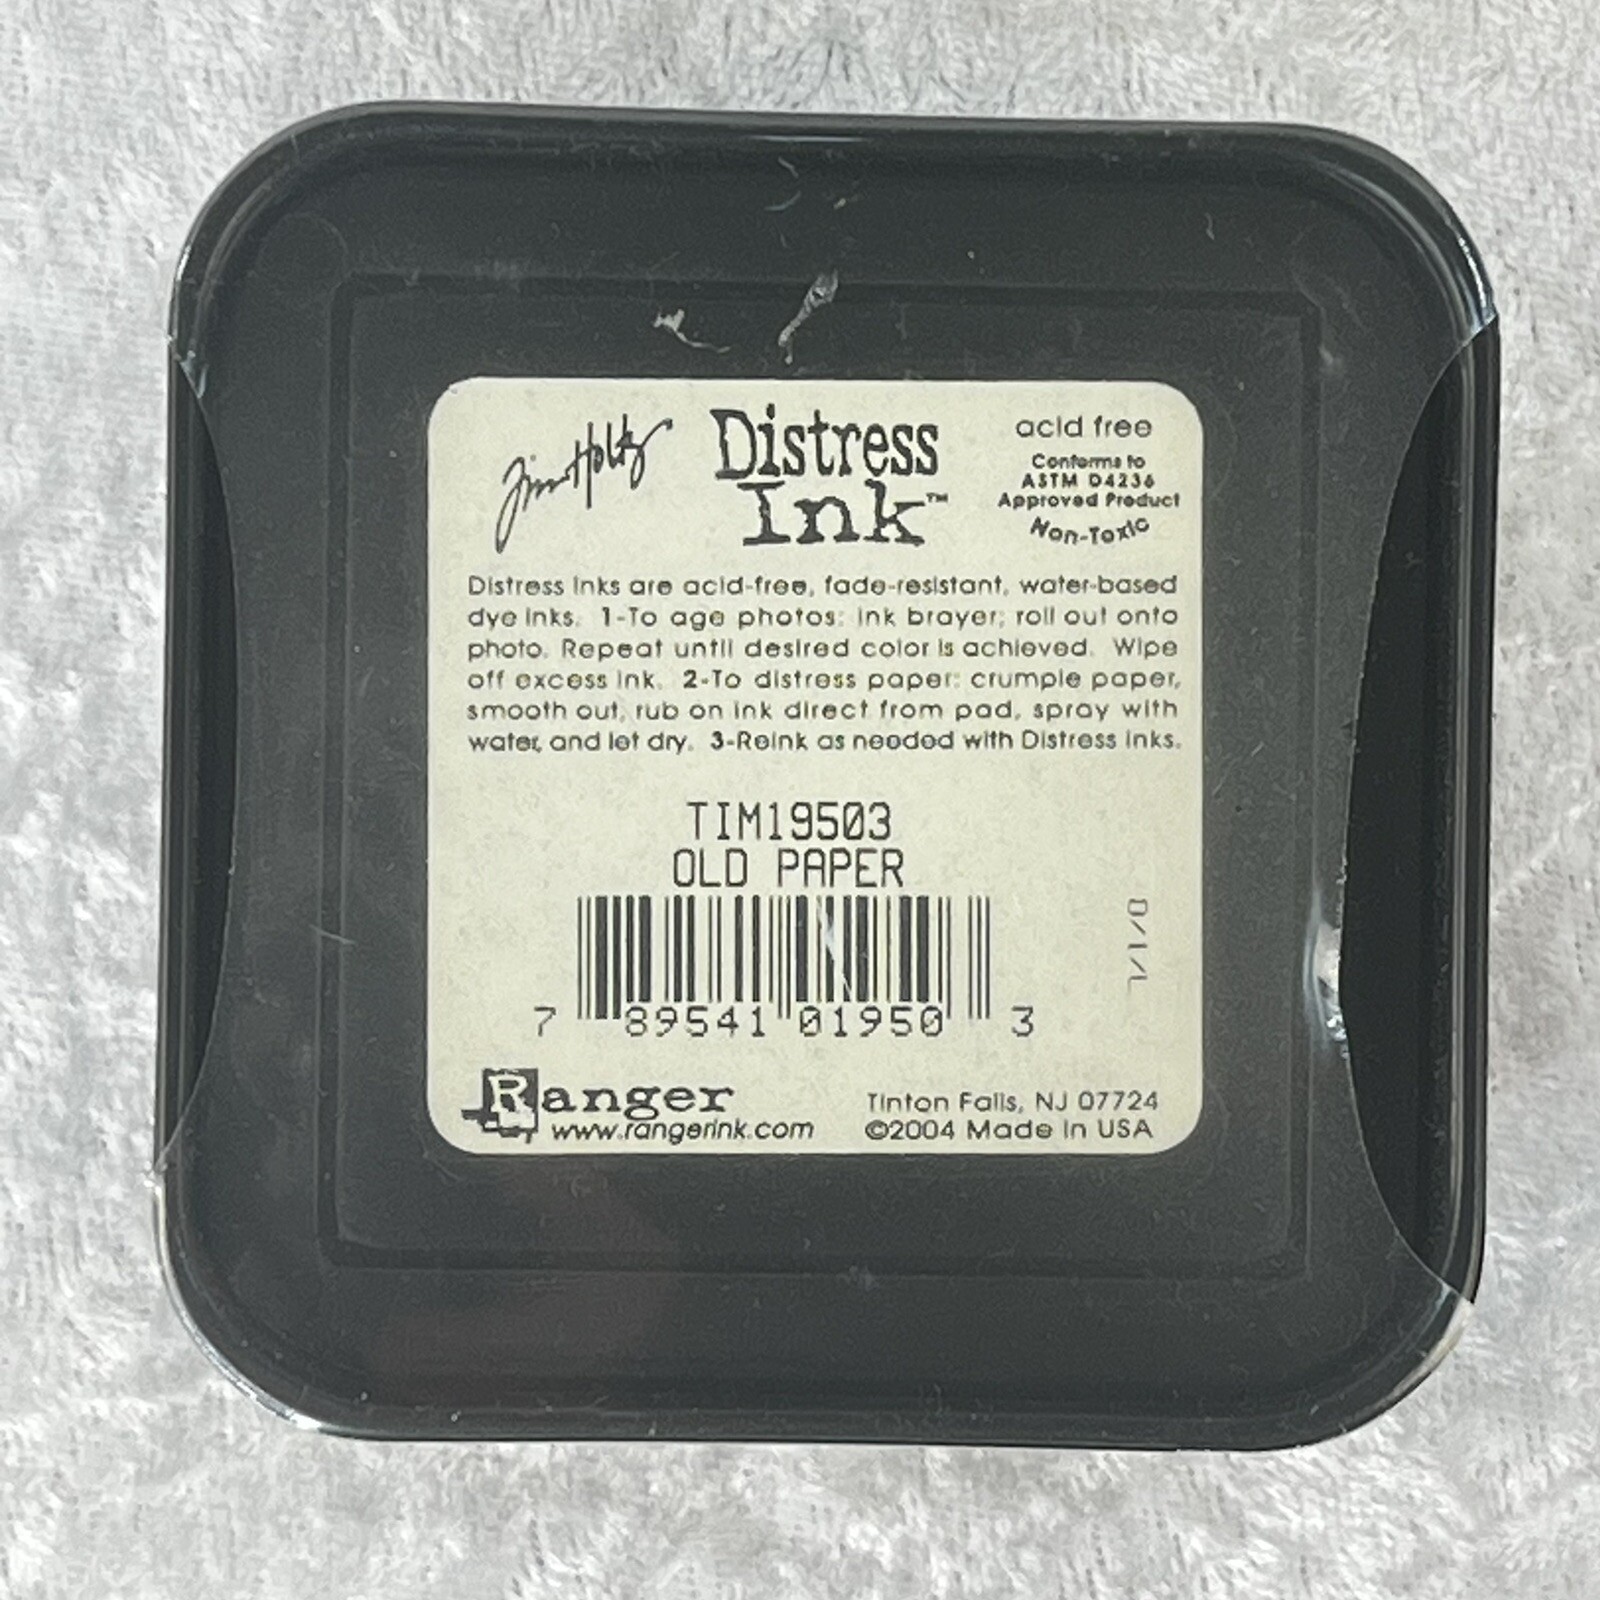 Tim Holtz
Distress
Ink™
acid free
Conforms to
ASTM D4236
Approved Product
Non-Toxic
Distress Inks are acid-free, fade-resistant, water-based
dye inks. 1-To age photos: ink brayer; roll out onto
photo. Repeat until desired color is achieved. Wipe
off excess ink. 2-To distress paper: crumple paper,
smooth out, rub on ink direct from pad, spray with
water, and let dry. 3-Reink as needed with Distress Inks.
TIM19503
OLD PAPER
7 89541 01950 3
Ranger
www.rangerink.com
Tinton Falls, NJ 07724
©2004 Made in USA